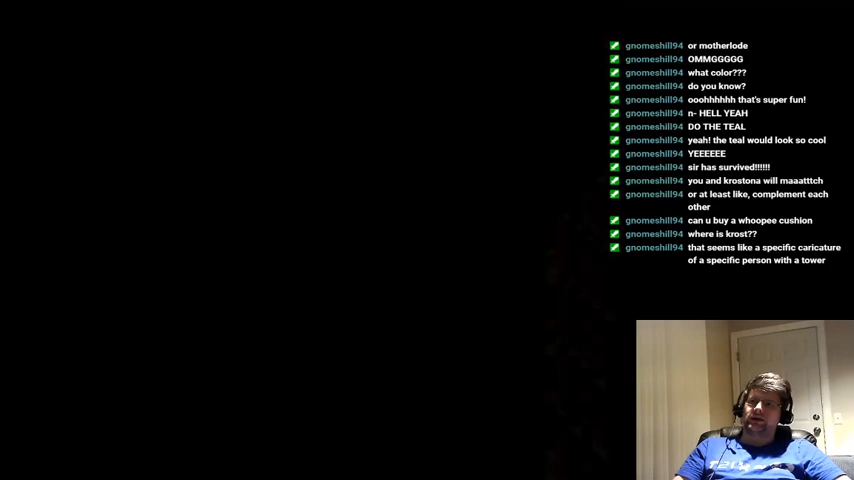 gnomeshill94 or motherlode
gnomeshill94 OMMGGGGG
gnomeshill94 what color???
gnomeshill94 do you know?
gnomeshill94 ooohhhhhh that's super fun!
gnomeshill94 n- HELL YEAH
gnomeshill94 DO THE TEAL
gnomeshill94 yeah! the teal would look so cool
gnomeshill94 YEEEEEE
gnomeshill94 sir has survived!!!!!!
gnomeshill94 you and krostona will maaatttch
gnomeshill94 or at least like, complement each
other
gnomeshill94 can u buy a whoopee cushion
gnomeshill94 where is krost??
gnomeshill94 that seems like a specific caricature
of a specific person with a tower